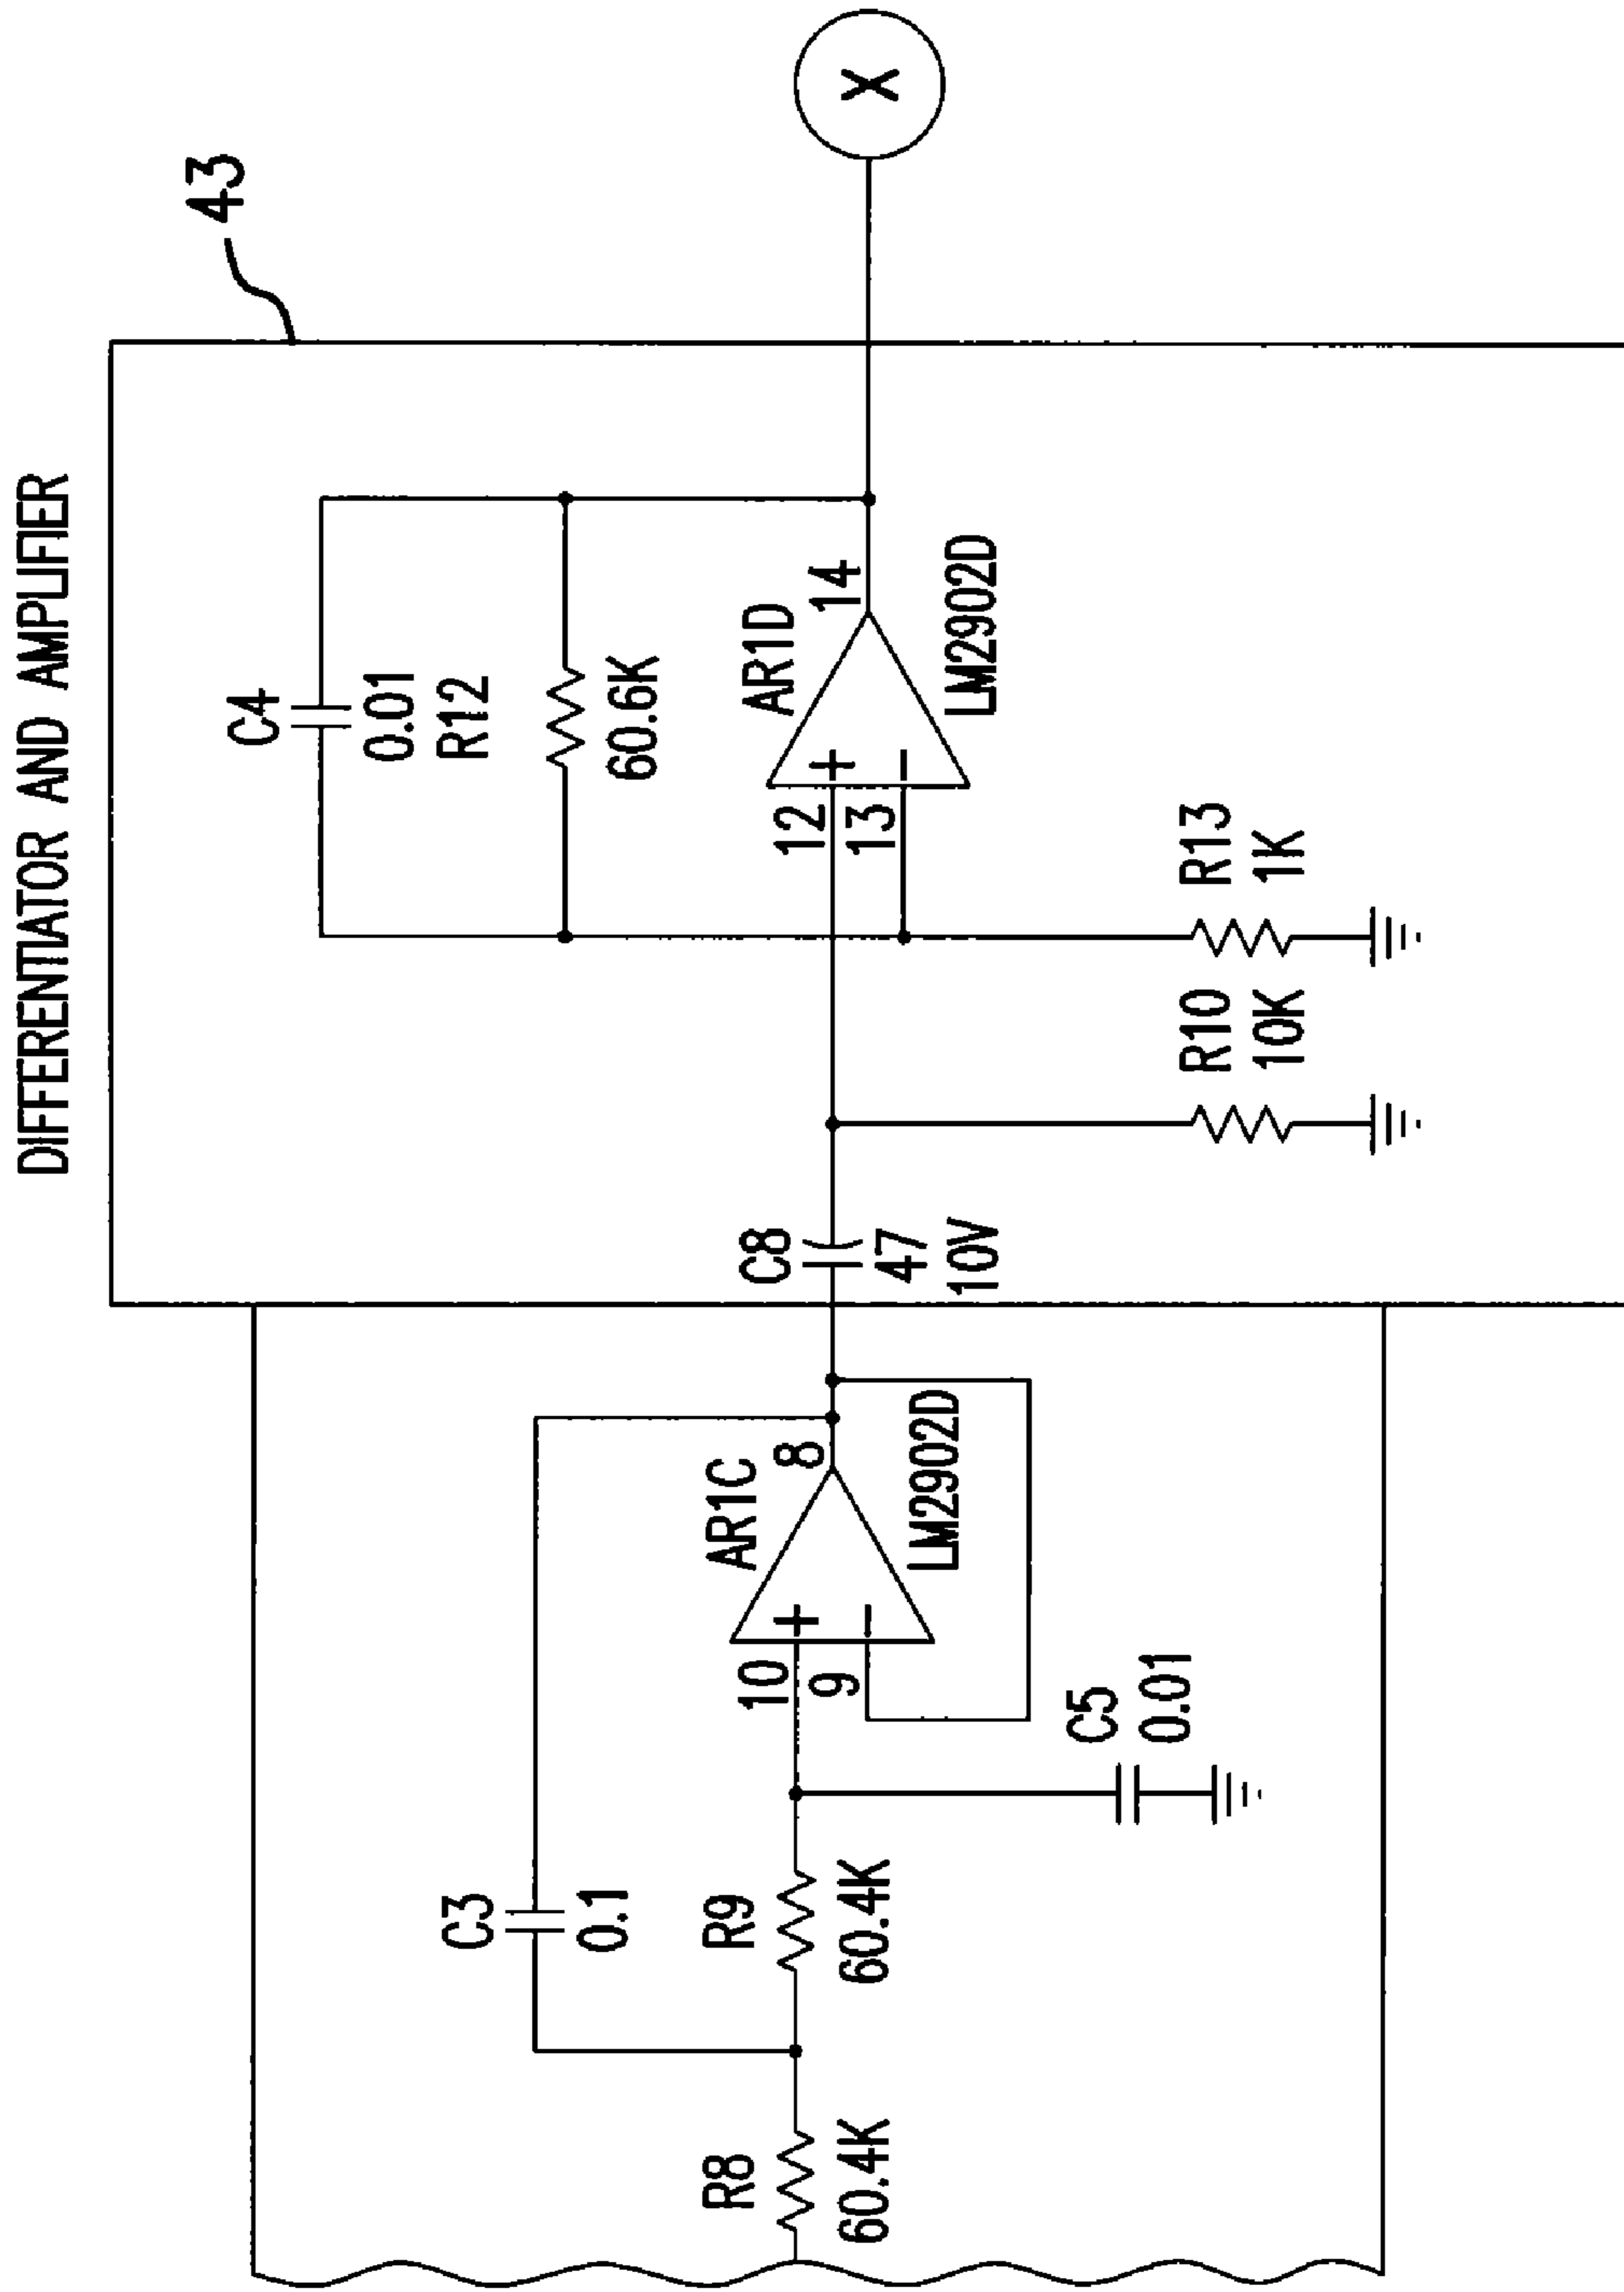 DIFFERENTIATOR AND AMPLIFIER
43
C4
0.01
R12
60.6K
AR1D
12
13
14
+
−
LM2902D
X
C8
47
10V
R10
10K
R13
1K
C3
0.1
R8
60.4K
R9
60.4K
AR1C
10
9
8
+
−
LM2902D
C5
0.01